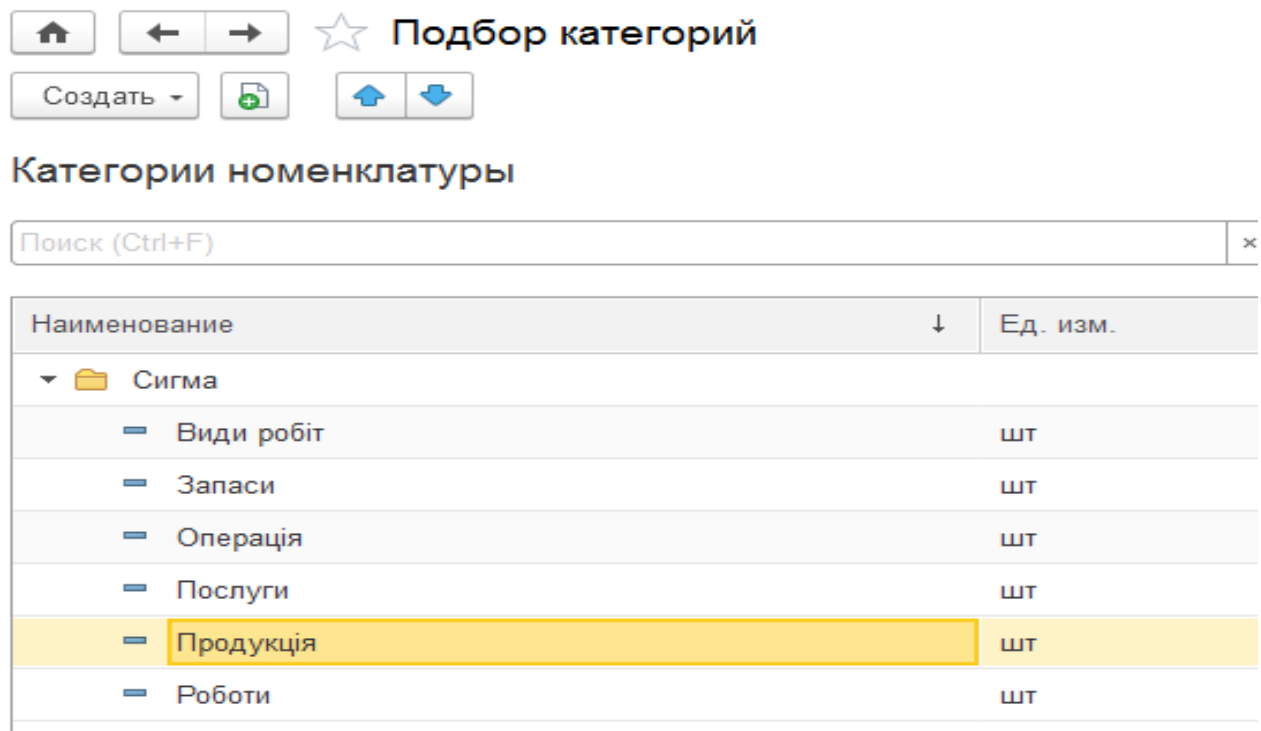 Подбор категорий
Создать
Категории номенклатуры
Поиск (Ctrl+F) ×
Наименование ↓ Ед. изм.
Сигма
Види робіт шт
Запаси шт
Операція шт
Послуги шт
Продукція шт
Роботи шт